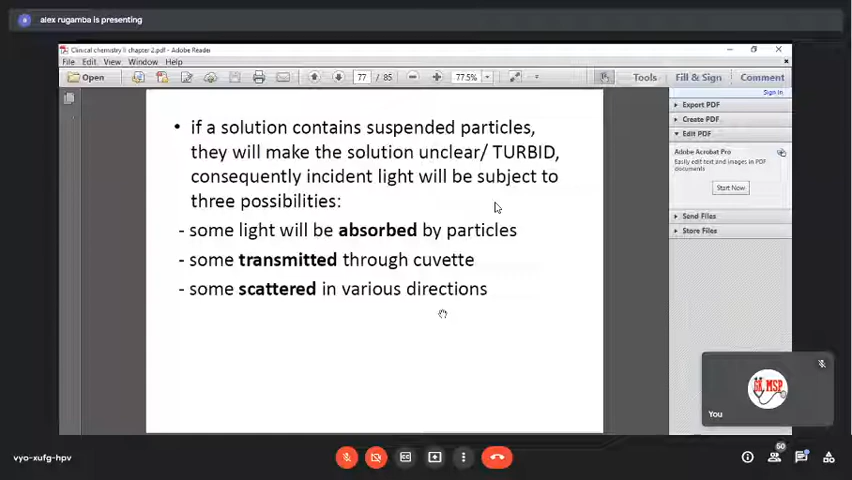 alex rugamba is presenting
Clinical chemistry II chapter 2.pdf - Adobe Reader
File Edit View Window Help
Open 77 / 85 77.5% Tools Fill & Sign Comment
Sign In
• if a solution contains suspended particles,
they will make the solution unclear/ TURBID,
consequently incident light will be subject to
three possibilities:
- some light will be absorbed by particles
- some transmitted through cuvette
- some scattered in various directions
Export PDF
Create PDF
Edit PDF
Adobe Acrobat Pro
Easily edit text and images in PDF
documents
Start Now
Send Files
Store Files
MSP
You
vyo-xufg-hpv
50